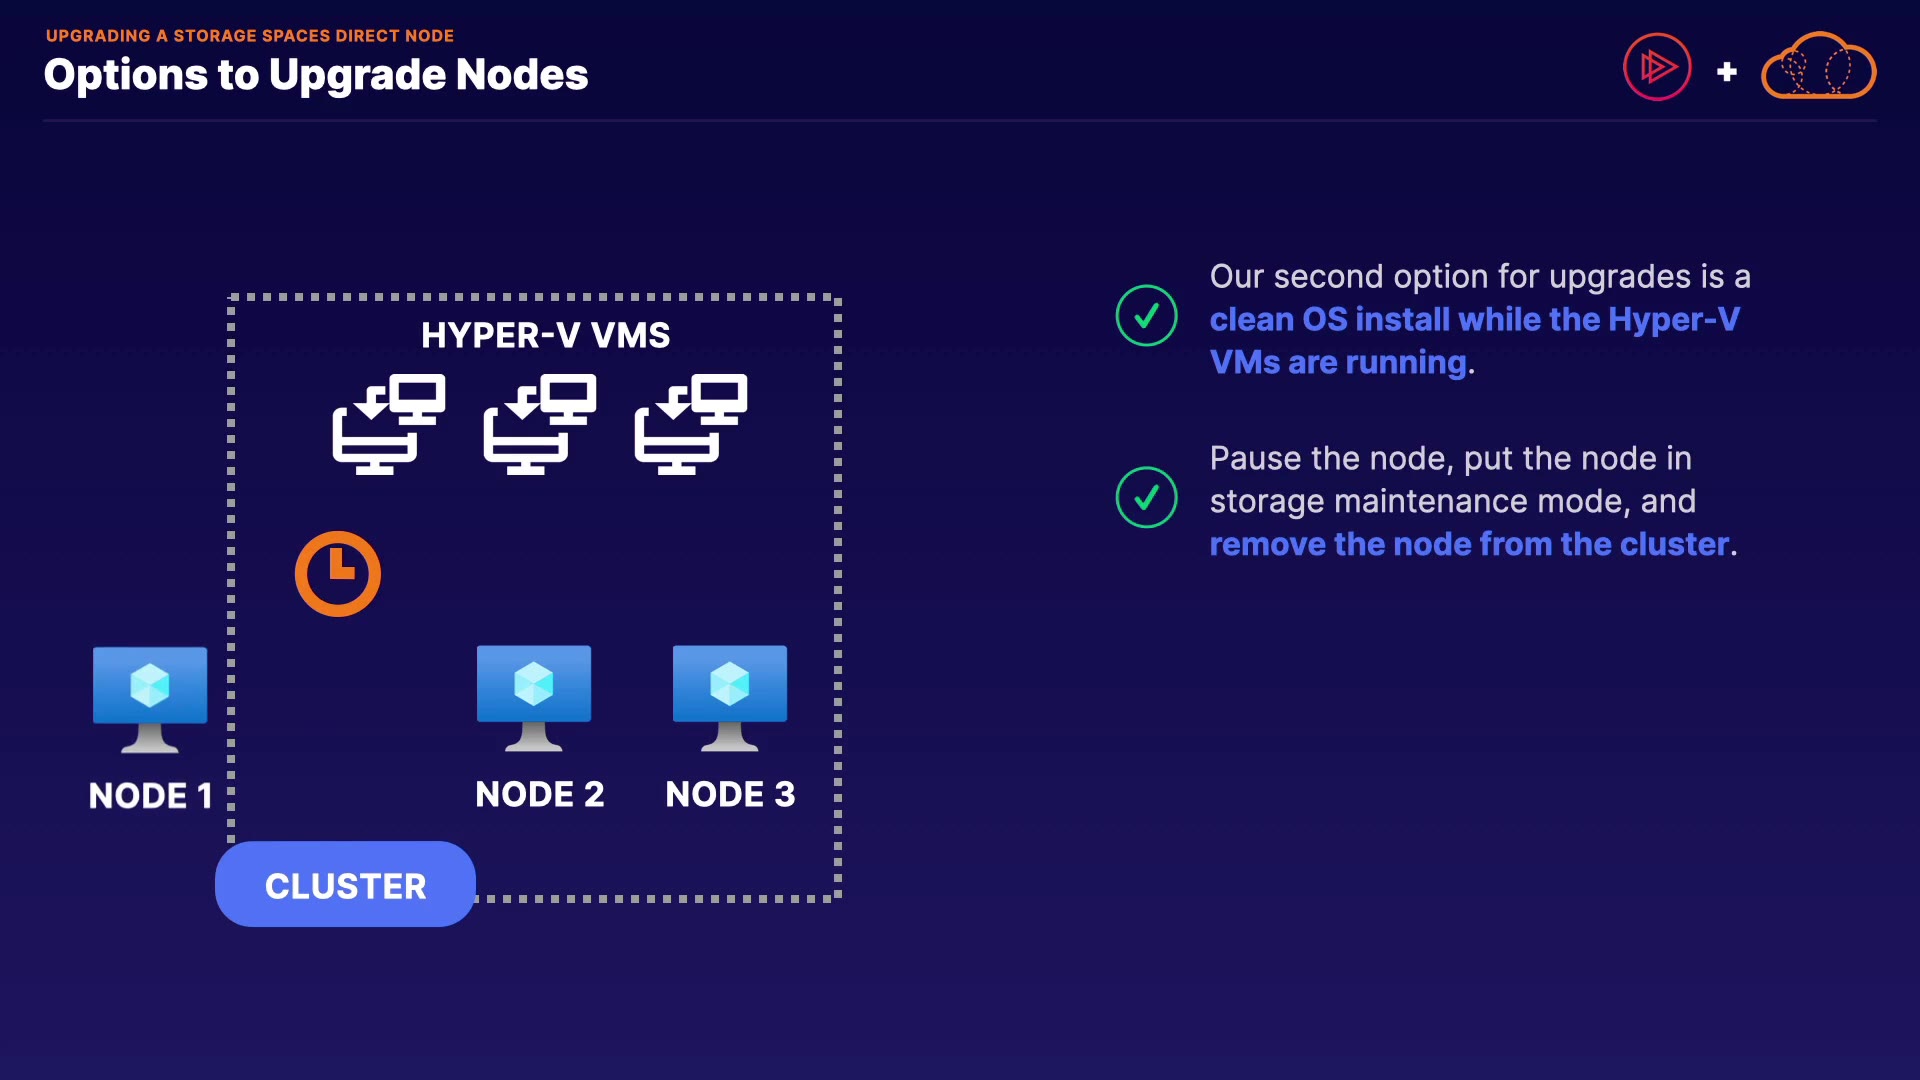 UPGRADING A STORAGE SPACES DIRECT NODE
Options to Upgrade Nodes
HYPER-V VMS
NODE 1
NODE 2
NODE 3
CLUSTER
Our second option for upgrades is a
clean OS install while the Hyper-V
VMs are running.
Pause the node, put the node in
storage maintenance mode, and
remove the node from the cluster.